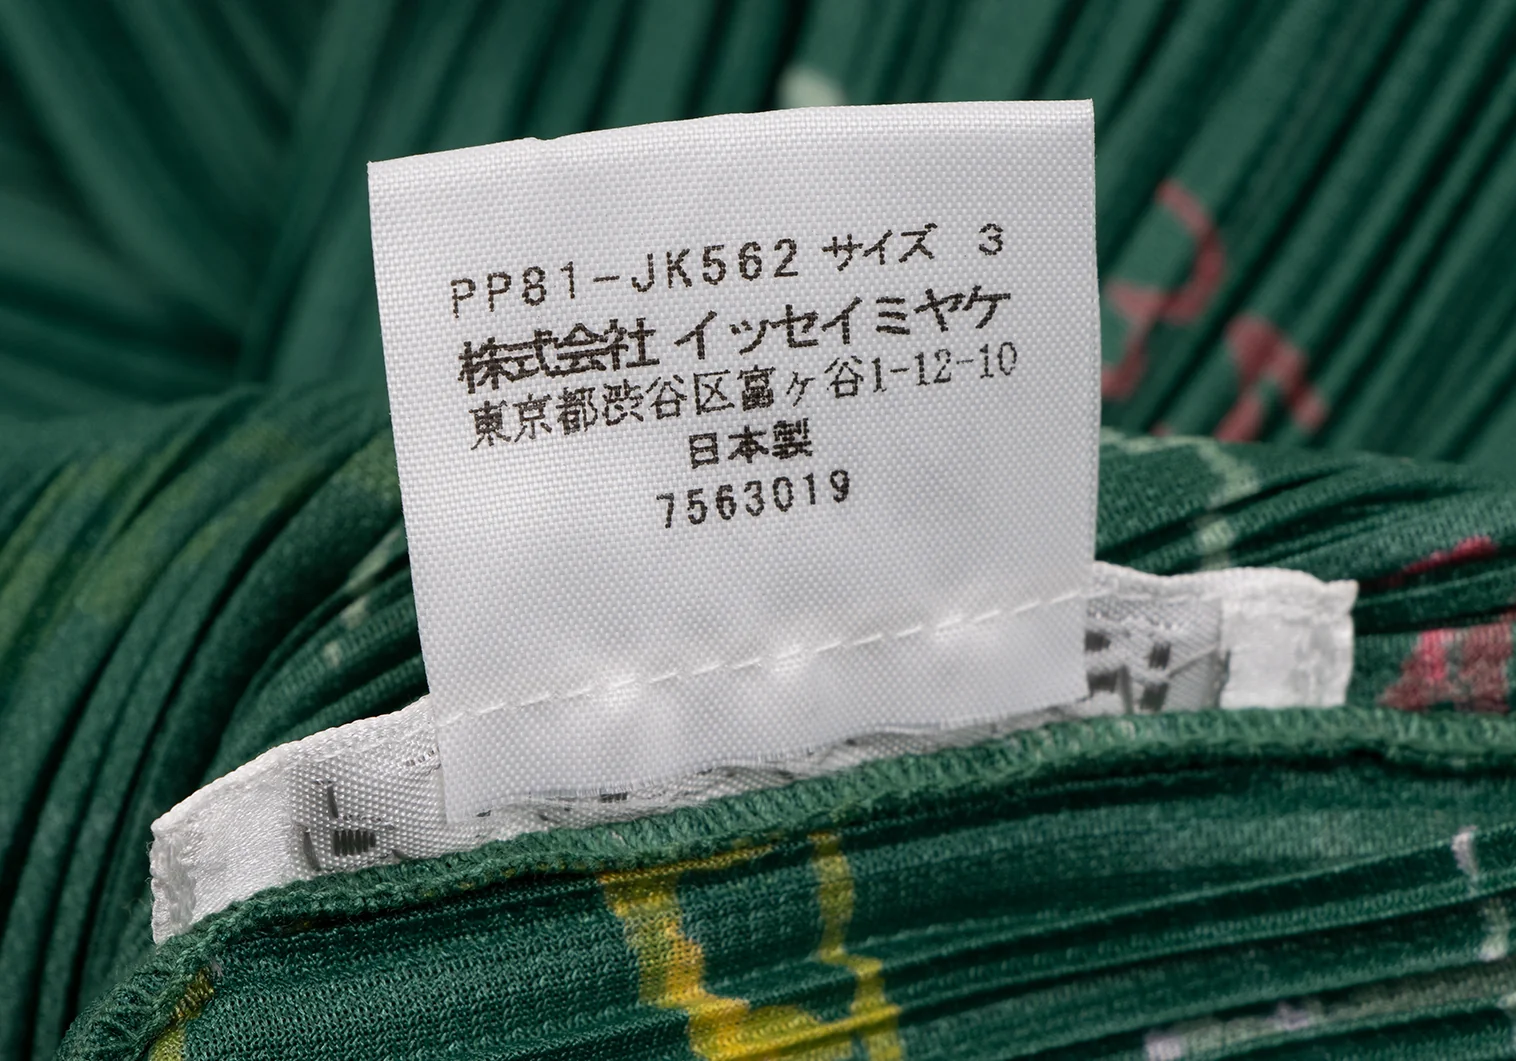 PP81-JK562 サイズ 3
株式会社 イッセイミヤケ
東京都渋谷区富ヶ谷1-12-10
日本製
7563019